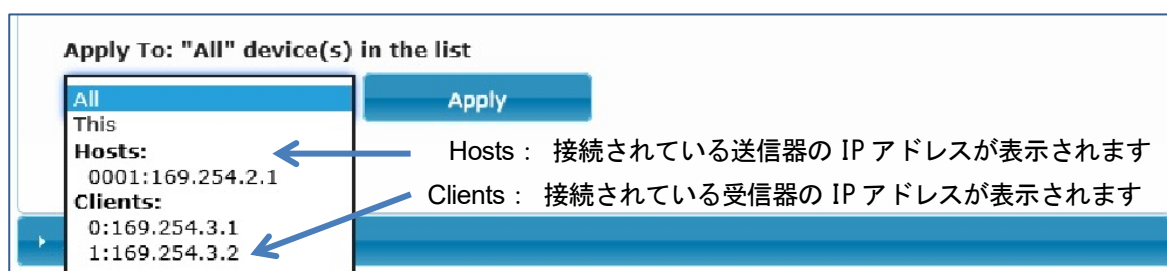 Apply To: "All" device(s) in the list
All
Apply
This
Hosts:
Hosts： 接続されている送信器の IP アドレスが表示されます
0001:169.254.2.1
Clients:
Clients： 接続されている受信器の IP アドレスが表示されます
0:169.254.3.1
1:169.254.3.2